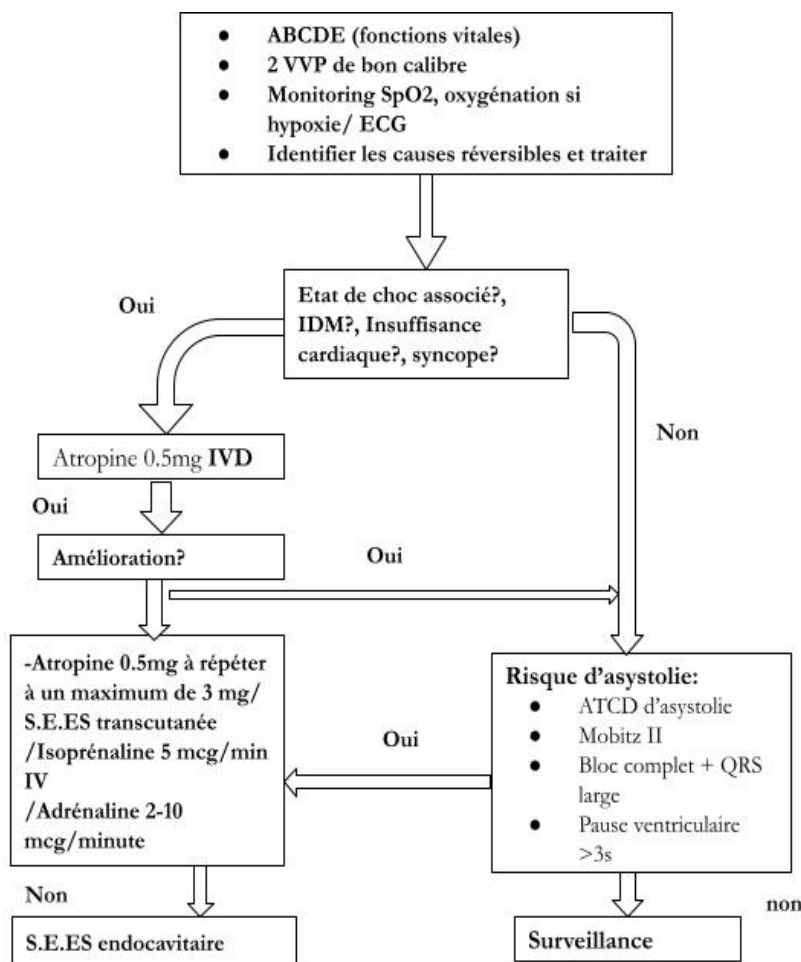 ● ABCDE (fonctions vitales)
● 2 VVP de bon calibre
● Monitoring SpO2, oxygénation si
hypoxie/ ECG
● Identifier les causes réversibles et traiter
Oui
Etat de choc associé?,
IDM?, Insuffisance
cardiaque?, syncope?
Non
Atropine 0.5mg IVD
Oui
Amélioration?
Oui
-Atropine 0.5mg à répéter
à un maximum de 3 mg/
S.E.ES transcutanée
/Isoprénaline 5 mcg/min
IV
/Adrénaline 2-10
mcg/minute
Oui
Risque d’asystolie:
● ATCD d’asystolie
● Mobitz II
● Bloc complet + QRS
large
● Pause ventriculaire
>3s
Non
non
S.E.ES endocavitaire
Surveillance